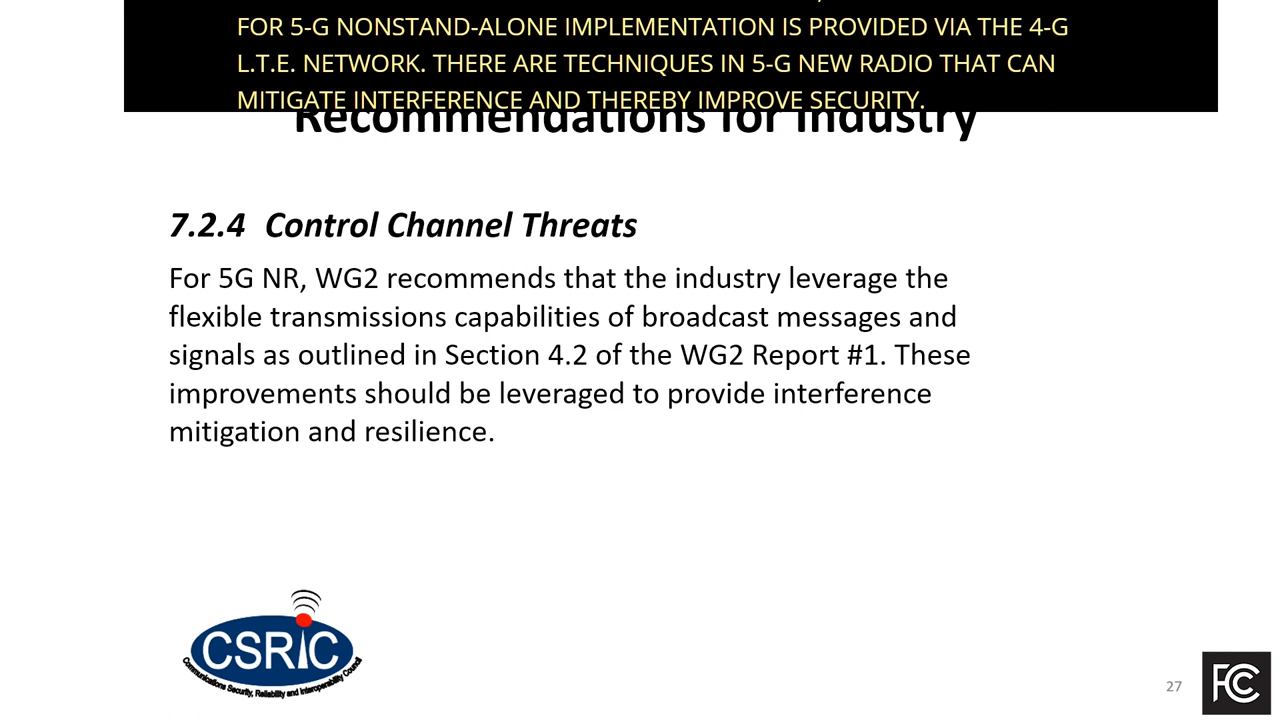 FOR 5-G NONSTAND-ALONE IMPLEMENTATION IS PROVIDED VIA THE 4-G
L.T.E. NETWORK. THERE ARE TECHNIQUES IN 5-G NEW RADIO THAT CAN
MITIGATE INTERFERENCE AND THEREBY IMPROVE SECURITY.
Recommendations for Industry
7.2.4 Control Channel Threats
For 5G NR, WG2 recommends that the industry leverage the
flexible transmissions capabilities of broadcast messages and
signals as outlined in Section 4.2 of the WG2 Report #1. These
improvements should be leveraged to provide interference
mitigation and resilience.
CSRIC
Communications Security, Reliability and Interoperability Council
27
FCC